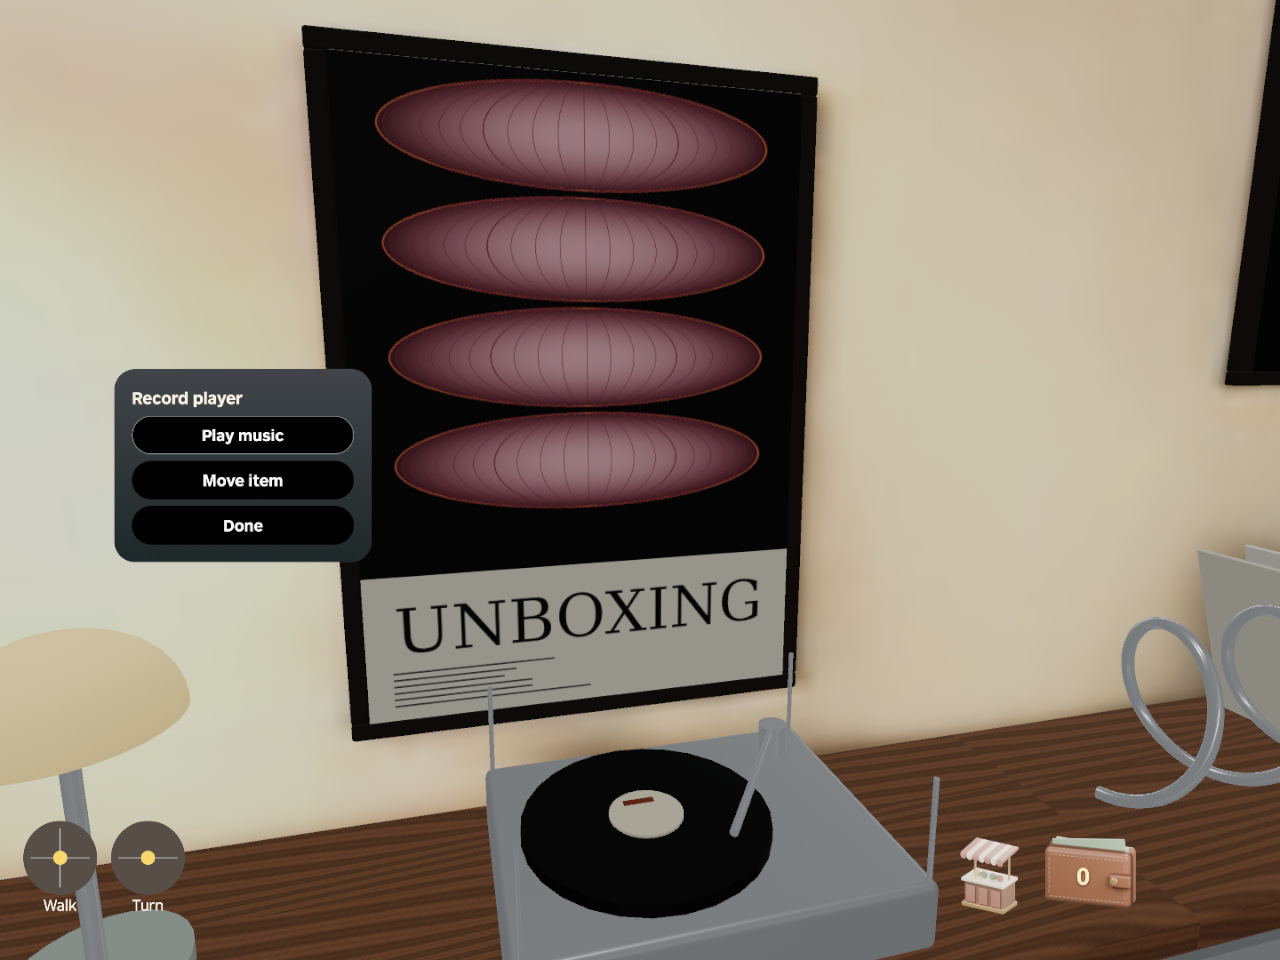 Record player
Play music
Move item
Done
UNBOXING
Walk
Turn
0